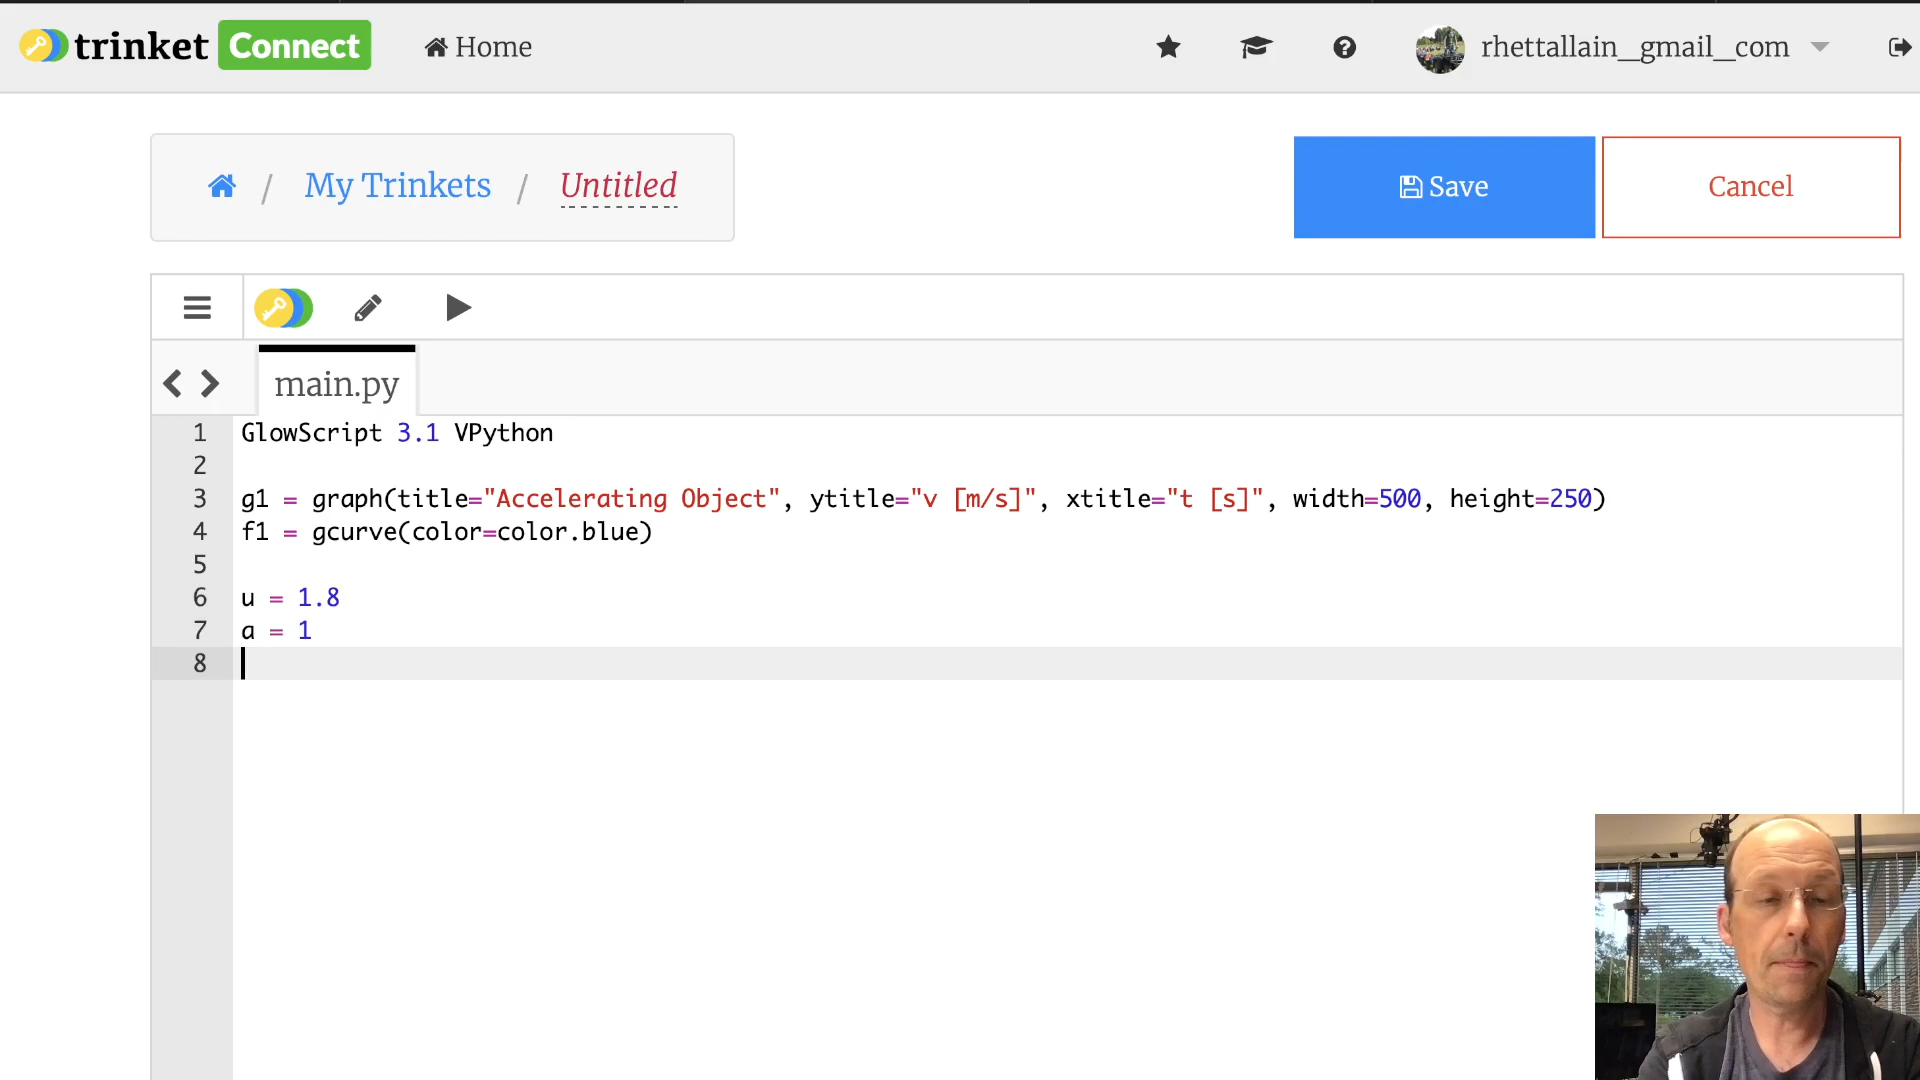 trinket Connect Home rhettallain_gmail_com
/ My Trinkets / Untitled Save Cancel
main.py
1 GlowScript 3.1 VPython
2
3 g1 = graph(title="Accelerating Object", ytitle="v [m/s]", xtitle="t [s]", width=500, height=250)
4 f1 = gcurve(color=color.blue)
5
6 u = 1.8
7 a = 1
8